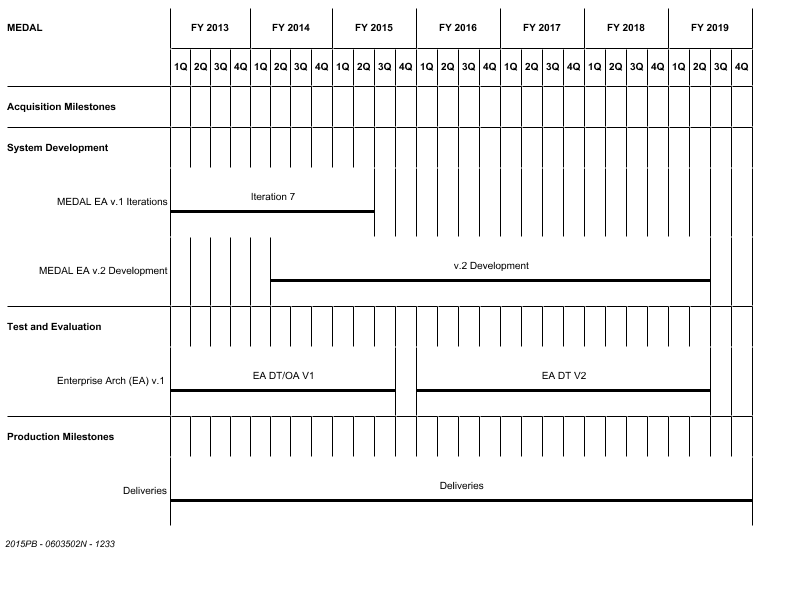 MEDAL FY 2013 FY 2014 FY 2015 FY 2016 FY 2017 FY 2018 FY 2019
1Q 2Q 3Q 4Q 1Q 2Q 3Q 4Q 1Q 2Q 3Q 4Q 1Q 2Q 3Q 4Q 1Q 2Q 3Q 4Q 1Q 2Q 3Q 4Q 1Q 2Q 3Q 4Q
Acquisition Milestones
System Development
Iteration 7
MEDAL EA v.1 Iterations
v.2 Development
MEDAL EA v.2 Development
Test and Evaluation
EA DT/OA V1 EA DT V2
Enterprise Arch (EA) v.1
Production Milestones
Deliveries
Deliveries
2015PB - 0603502N - 1233